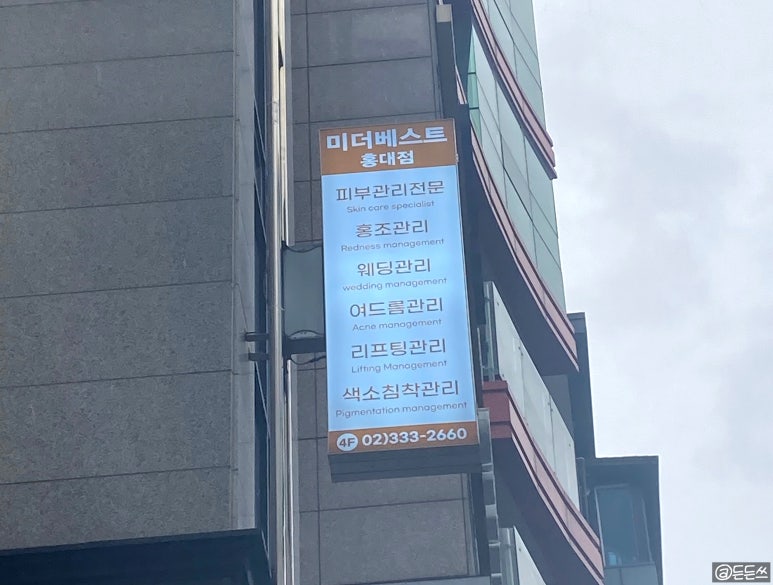 미더베스트
홍대점
피부관리전문
Skin care specialist
홍조관리
Redness management
웨딩관리
wedding management
여드름관리
Acne management
리프팅관리
Lifting Management
색소침착관리
Pigmentation management
4F 02)333-2660
@든든쓰